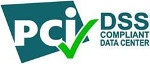 PCi DSS
COMPLIANT
DATA CENTER